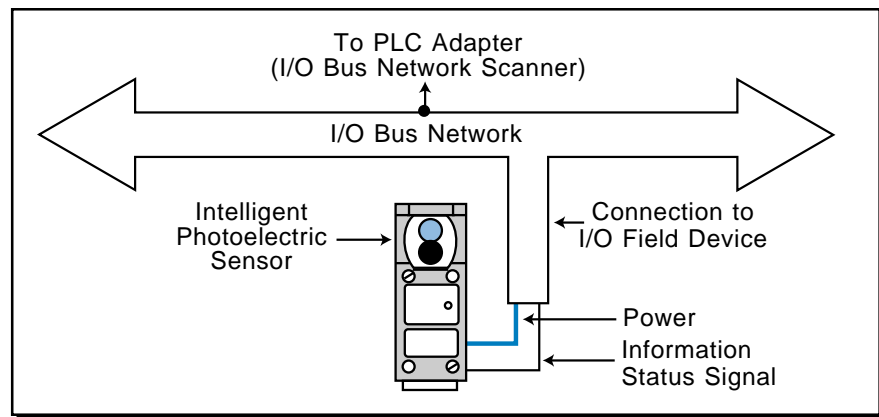 To PLC Adapter
(I/O Bus Network Scanner)
I/O Bus Network
Intelligent
Photoelectric
Sensor
Connection to
I/O Field Device
Power
Information
Status Signal